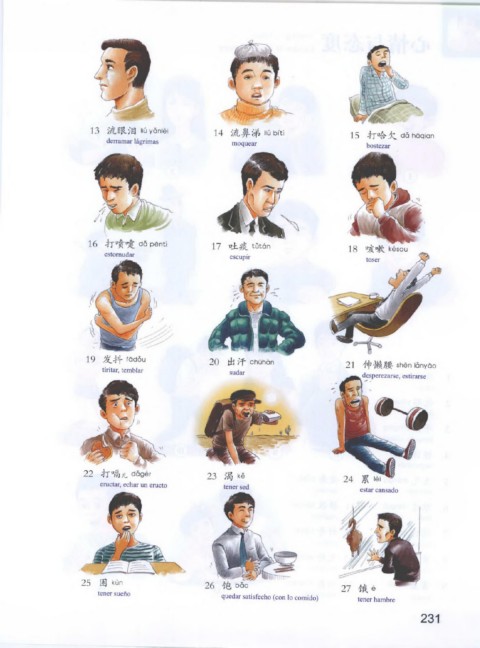 13 流眼泪 liú yǎnlèi
derramar lágrimas
14 流鼻涕 liú bítì
moquear
15 打哈欠 dǎ hāqian
bostezar
16 打喷嚏 dǎ pēntì
estornudar
17 吐痰 tǔtán
escupir
18 咳嗽 késou
toser
19 发抖 fādǒu
tiritar, temblar
20 出汗 chūhàn
sudar
21 伸懒腰 shēn lǎnyāo
desperezarse, estirarse
22 打嗝儿 dǎgér
eructar, echar un eructo
23 渴 kě
tener sed
24 累 lèi
estar cansado
25 困 kùn
tener sueño
26 饱 bǎo
quedar satisfecho (con lo comido)
27 饿 è
tener hambre
231